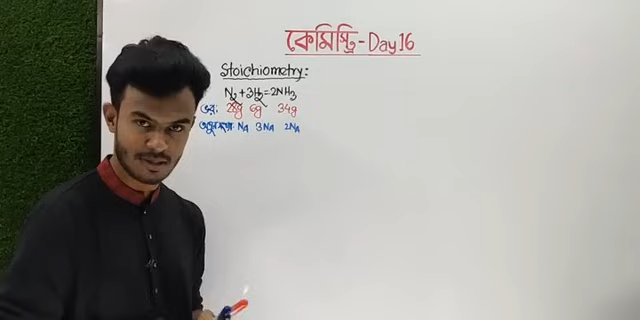 কেমিস্ট্রি - Day 16
Stoichiometry:
N₂ + 3H₂ = 2NH₃
ভর: 28g 6g 34g
অণুর সংখ্যা: NA 3NA 2NA